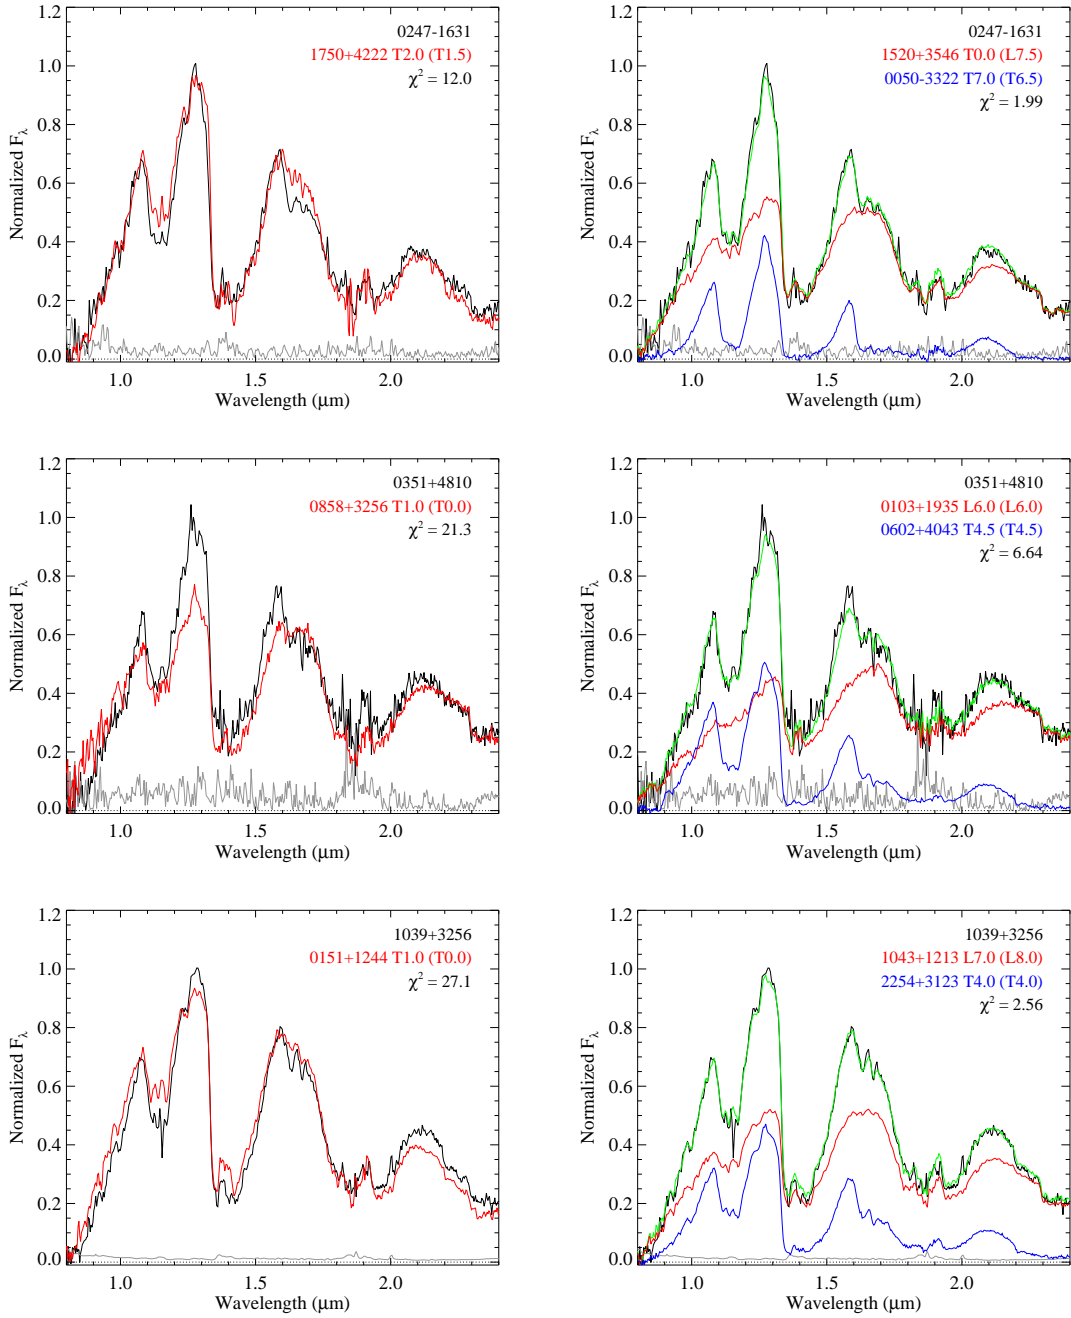 0247-1631
1750+4222 T2.0 (T1.5)
χ² = 12.0
Normalized F_λ
0.0
0.2
0.4
0.6
0.8
1.0
1.2
1.0 1.5 2.0
Wavelength (μm)
0247-1631
1520+3546 T0.0 (L7.5)
0050-3322 T7.0 (T6.5)
χ² = 1.99
Normalized F_λ
0.0
0.2
0.4
0.6
0.8
1.0
1.2
1.0 1.5 2.0
Wavelength (μm)
0351+4810
0858+3256 T1.0 (T0.0)
χ² = 21.3
Normalized F_λ
0.0
0.2
0.4
0.6
0.8
1.0
1.2
1.0 1.5 2.0
Wavelength (μm)
0351+4810
0103+1935 L6.0 (L6.0)
0602+4043 T4.5 (T4.5)
χ² = 6.64
Normalized F_λ
0.0
0.2
0.4
0.6
0.8
1.0
1.2
1.0 1.5 2.0
Wavelength (μm)
1039+3256
0151+1244 T1.0 (T0.0)
χ² = 27.1
Normalized F_λ
0.0
0.2
0.4
0.6
0.8
1.0
1.2
1.0 1.5 2.0
Wavelength (μm)
1039+3256
1043+1213 L7.0 (L8.0)
2254+3123 T4.0 (T4.0)
χ² = 2.56
Normalized F_λ
0.0
0.2
0.4
0.6
0.8
1.0
1.2
1.0 1.5 2.0
Wavelength (μm)